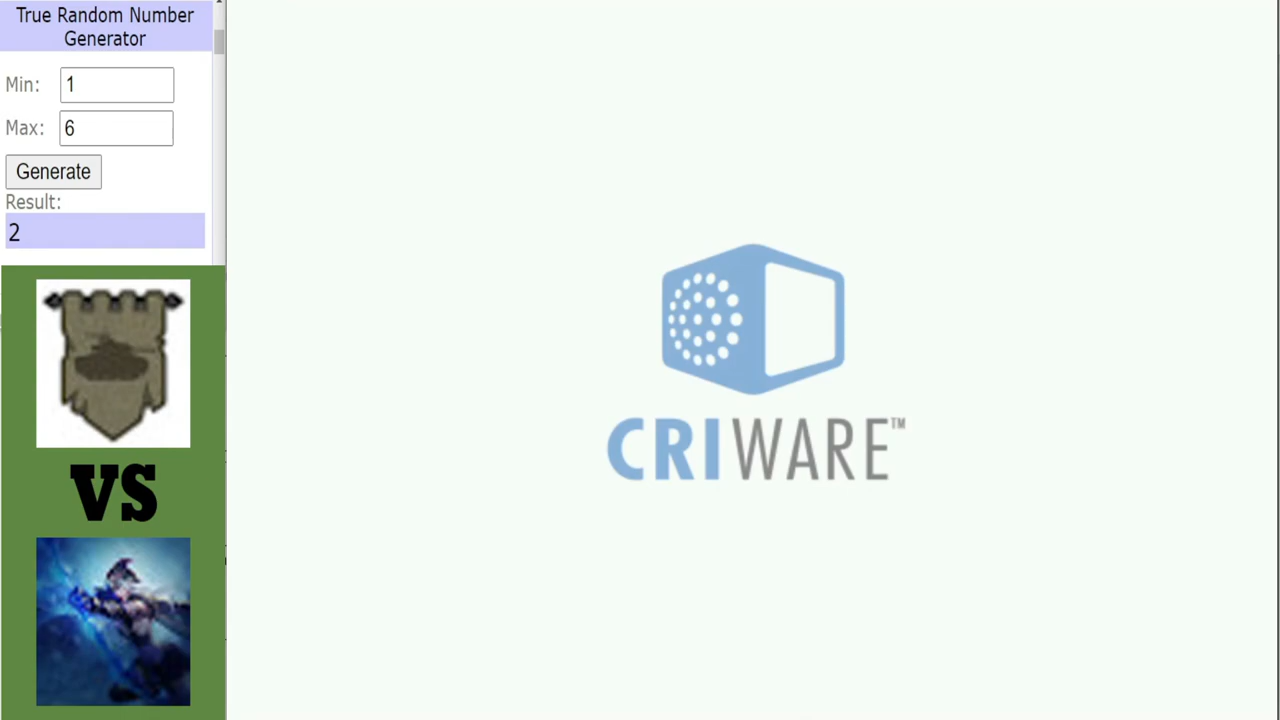 True Random Number
Generator
Min: 1
Max: 6
Generate
Result:
2
VS
CRIWARE™